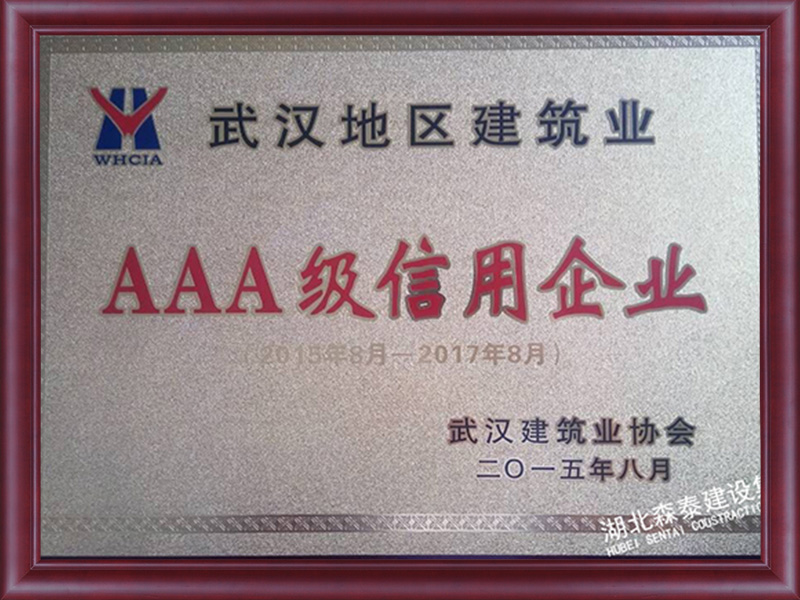 WHCIA
武汉地区建筑业
AAA级信用企业
（2015年8月—2017年8月）
武汉建筑业协会
二〇一五年八月
湖北森泰建设
HUBEI SENTAI COUSTRACTIO